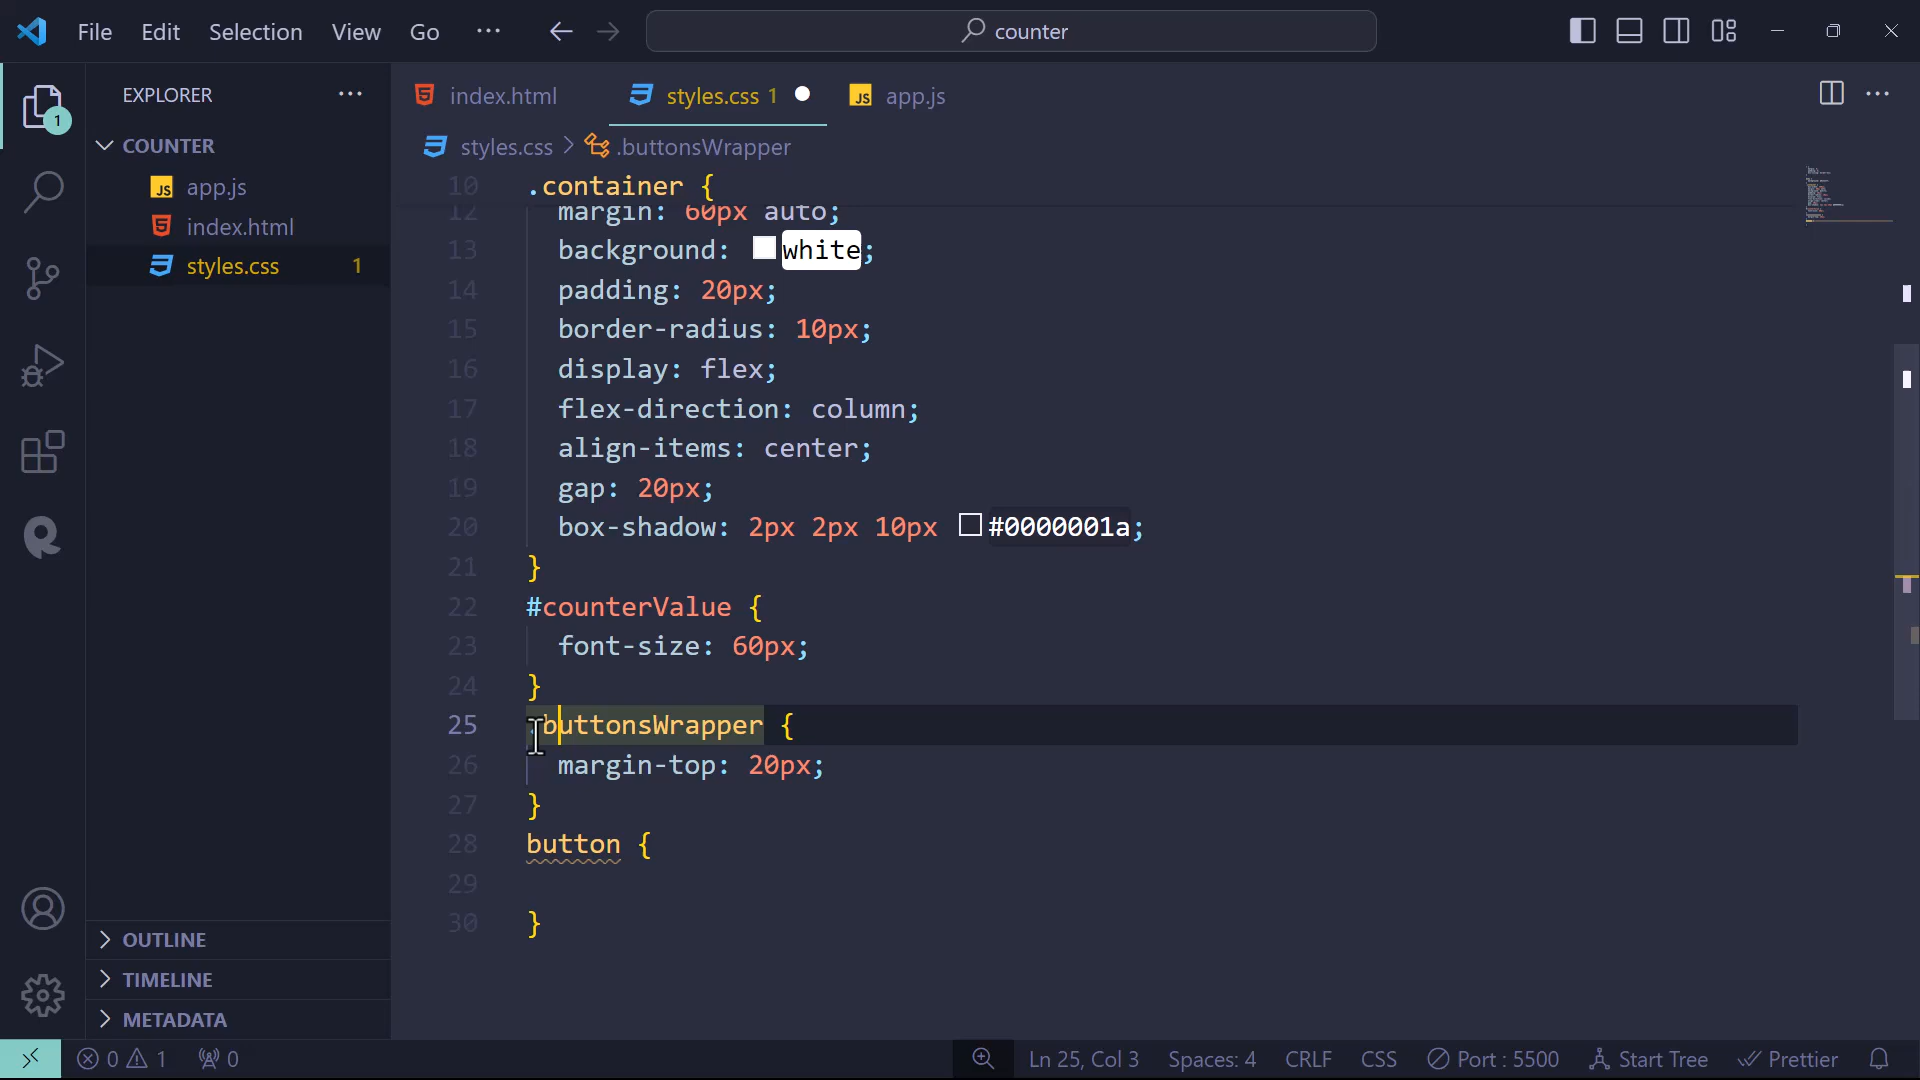 File Edit Selection View Go ··· counter
EXPLORER ···
COUNTER
JS app.js
index.html
styles.css 1
OUTLINE
TIMELINE
METADATA
1
index.html styles.css 1 JS app.js ···
styles.css > .buttonsWrapper
10 .container {
12 margin: 60px auto;
13 background: white;
14 padding: 20px;
15 border-radius: 10px;
16 display: flex;
17 flex-direction: column;
18 align-items: center;
19 gap: 20px;
20 box-shadow: 2px 2px 10px #0000001a;
21 }
22 #counterValue {
23 font-size: 60px;
24 }
25 .buttonsWrapper {
26 margin-top: 20px;
27 }
28 button {
29
30 }
0 1 0 Ln 25, Col 3 Spaces: 4 CRLF CSS Port : 5500 Start Tree Prettier